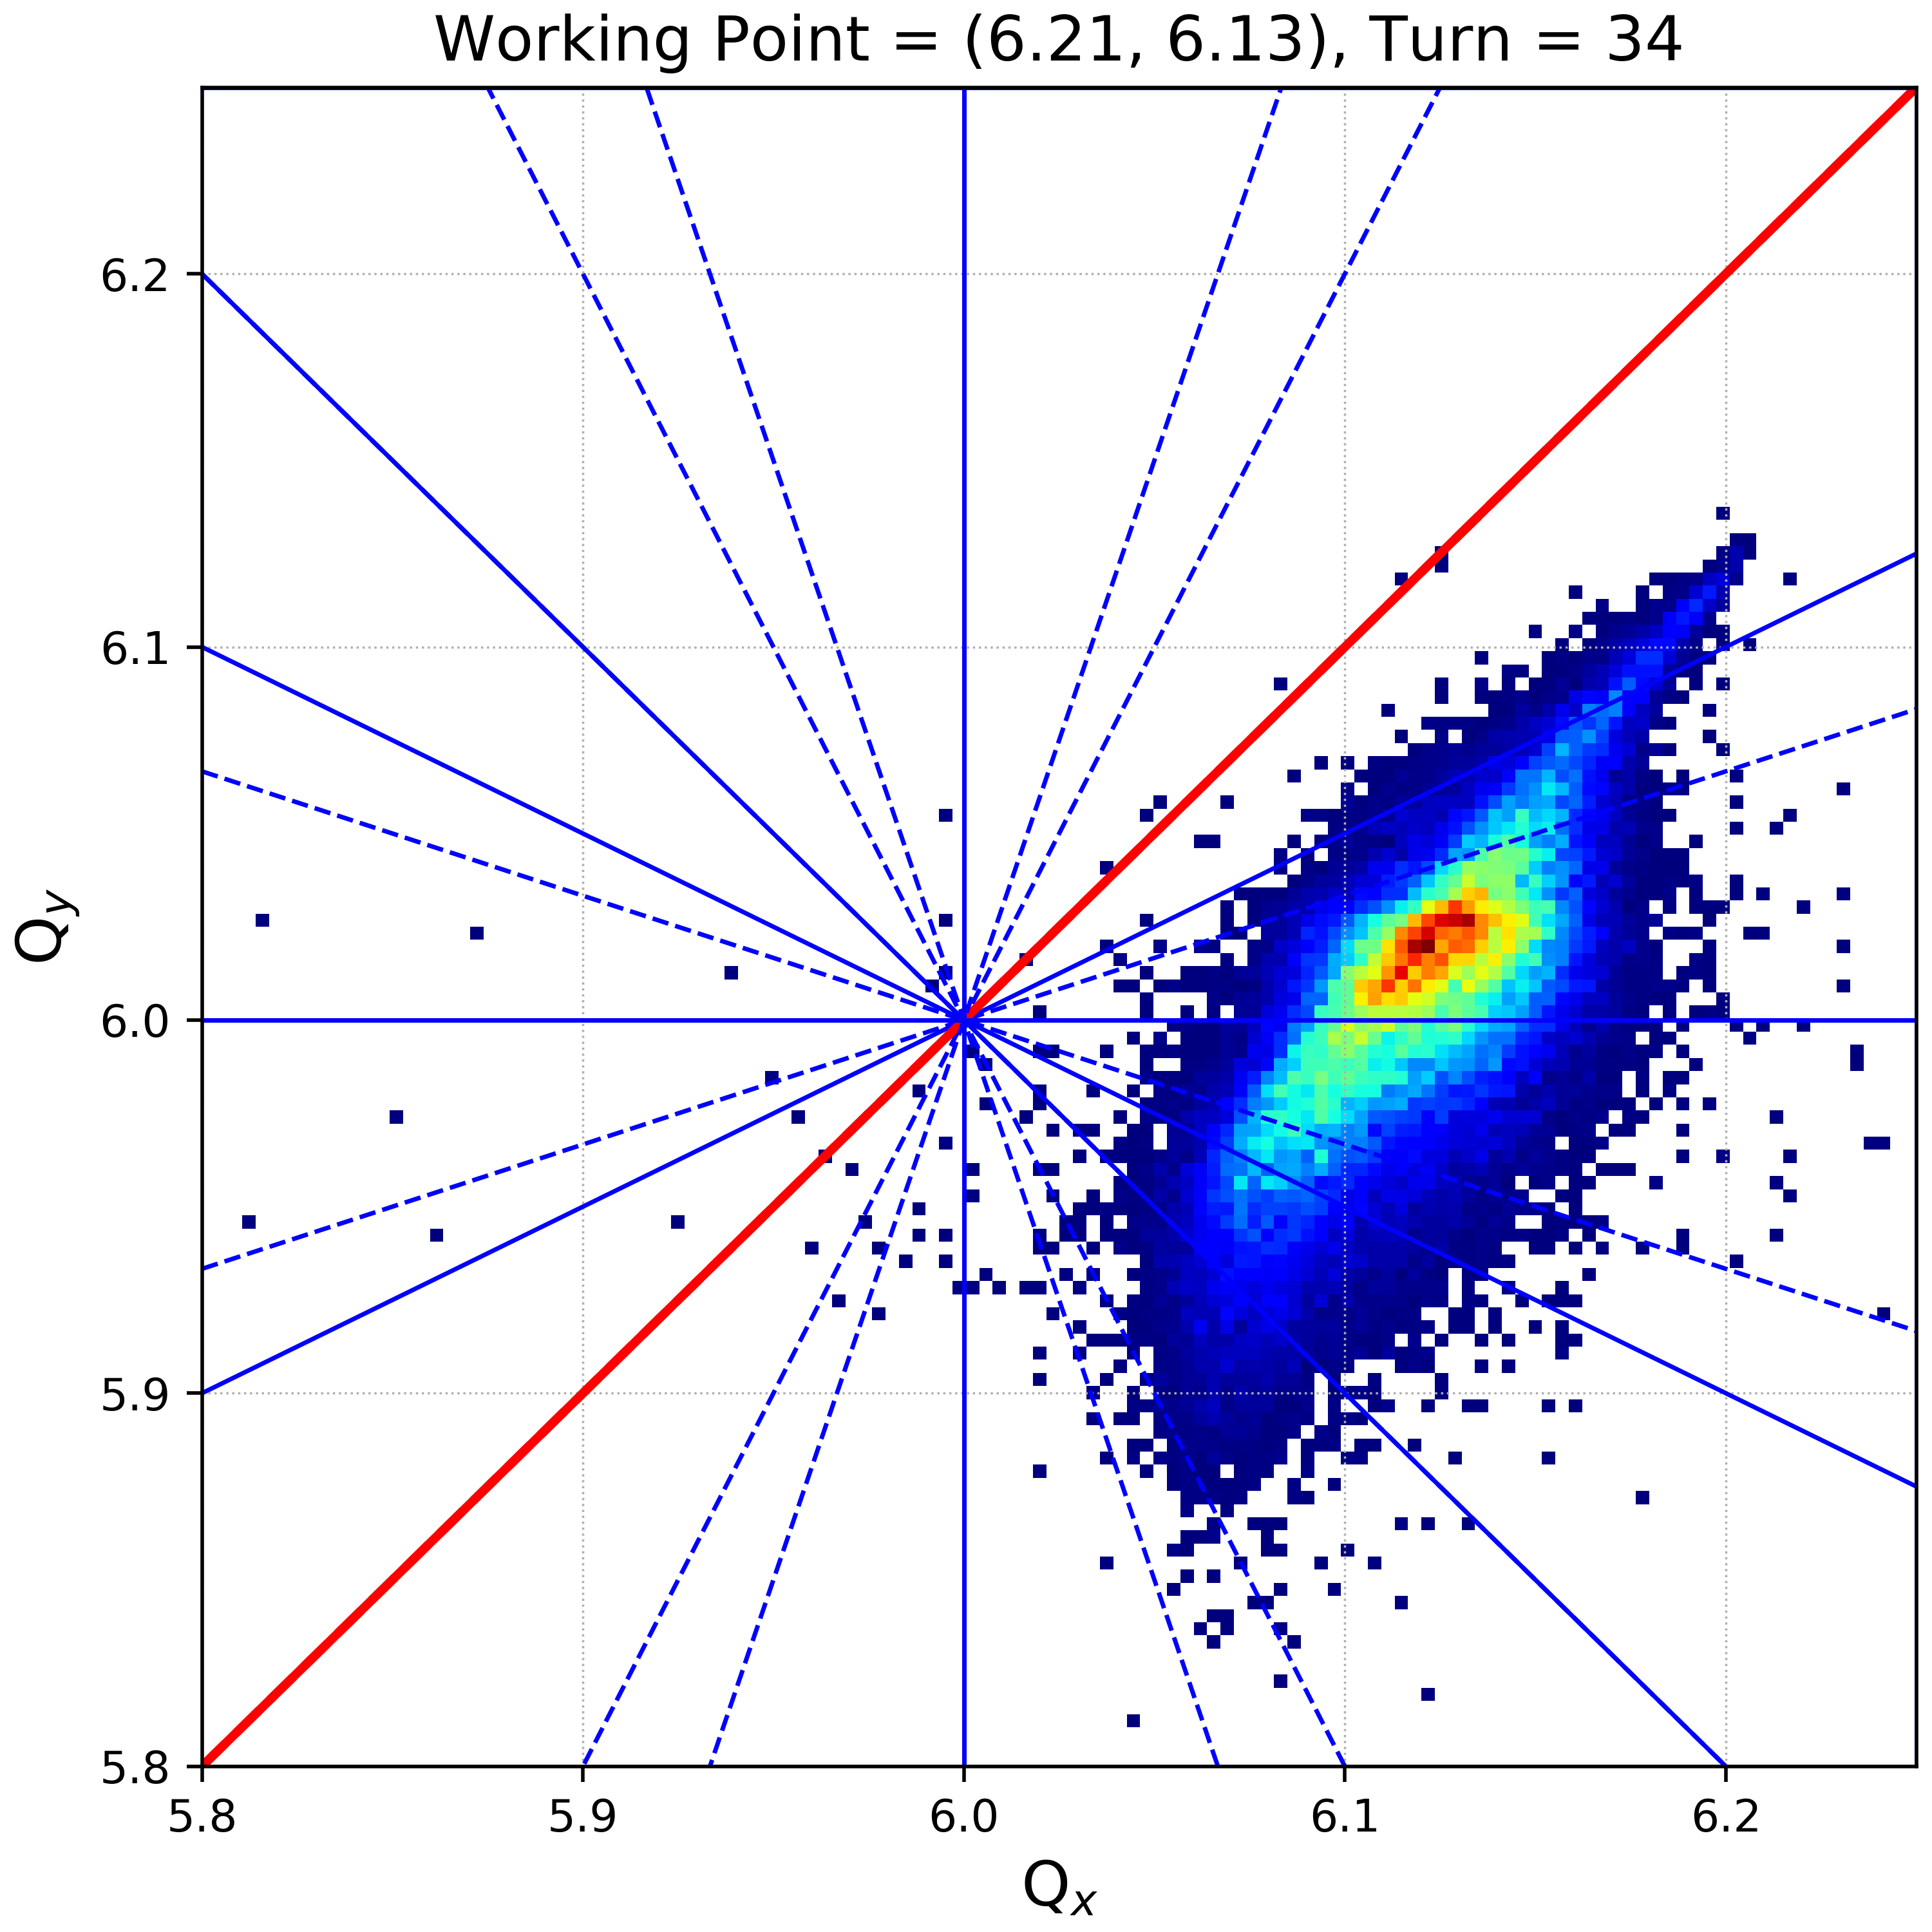 Working Point = (6.21, 6.13), Turn = 34
6.2
6.1
6.0
5.9
5.8
Qy
5.8 5.9 6.0 6.1 6.2
Qx